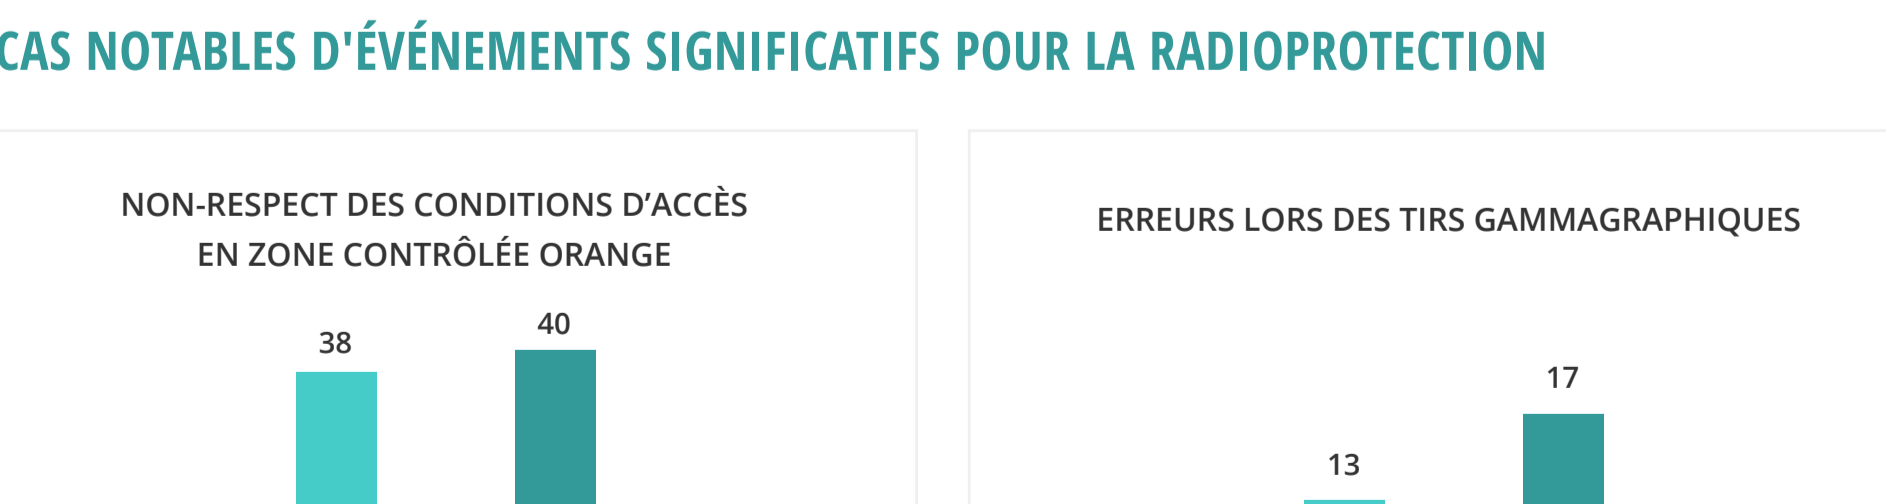 CAS NOTABLES D'ÉVÉNEMENTS SIGNIFICATIFS POUR LA RADIOPROTECTION
NON-RESPECT DES CONDITIONS D’ACCÈS
EN ZONE CONTRÔLÉE ORANGE
38
40
ERREURS LORS DES TIRS GAMMAGRAPHIQUES
13
17